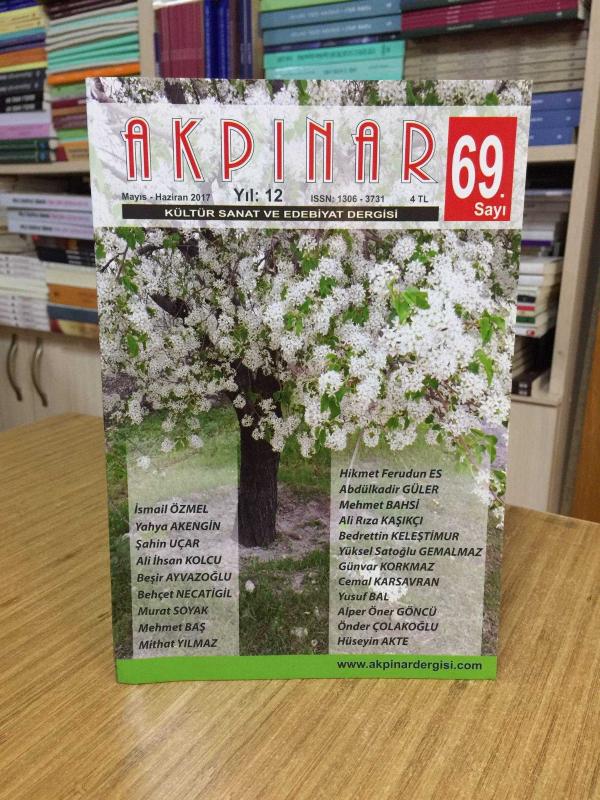 AKPINAR
69.
Sayı
Mayıs - Haziran 2017 Yıl: 12 ISSN: 1306 - 3731 4 TL
KÜLTÜR SANAT VE EDEBİYAT DERGİSİ
İsmail ÖZMEL
Yahya AKENGİN
Şahin UÇAR
Ali İhsan KOLCU
Beşir AYVAZOĞLU
Behçet NECATİGİL
Murat SOYAK
Mehmet BAŞ
Mithat YILMAZ
Hikmet Ferudun ES
Abdülkadir GÜLER
Mehmet BAHSİ
Ali Rıza KAŞIKÇI
Bedrettin KELEŞTİMUR
Yüksel Satoğlu GEMALMAZ
Günvar KORKMAZ
Cemal KARSAVRAN
Yusuf BAL
Alper Öner GÖNCÜ
Önder ÇOLAKOĞLU
Hüseyin AKTE
www.akpinardergisi.com